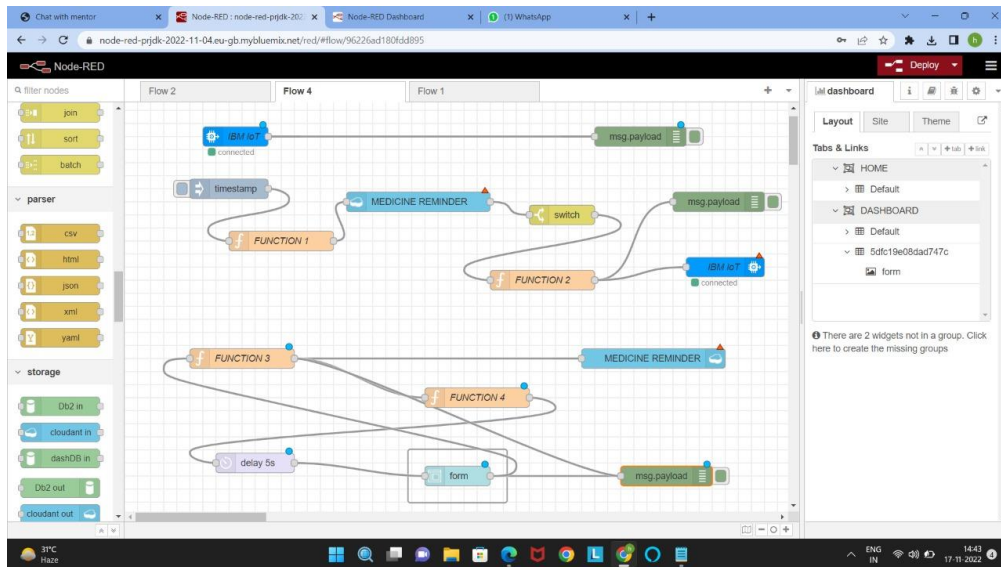 Chat with mentor
Node-RED : node-red-prjdk-202
Node-RED Dashboard
(1) WhatsApp
node-red-prjdk-2022-11-04.eu-gb.mybluemix.net/red/#flow/96226ad180fdd895
h
Node-RED
Deploy
filter nodes
Flow 2
Flow 4
Flow 1
dashboard
join
sort
batch
parser
csv
html
json
xml
yaml
storage
Db2 in
cloudant in
dashDB in
Db2 out
cloudant out
IBM IoT
connected
msg.payload
timestamp
MEDICINE REMINDER
msg.payload
switch
FUNCTION 1
FUNCTION 2
IBM IoT
connected
FUNCTION 3
MEDICINE REMINDER
FUNCTION 4
delay 5s
form
msg.payload
Layout
Site
Theme
Tabs & Links
+ tab
+ link
HOME
Default
DASHBOARD
Default
5dfc19e08dad747c
form
There are 2 widgets not in a group. Click
here to create the missing groups
31°C
Haze
ENG
IN
14:43
17-11-2022
4